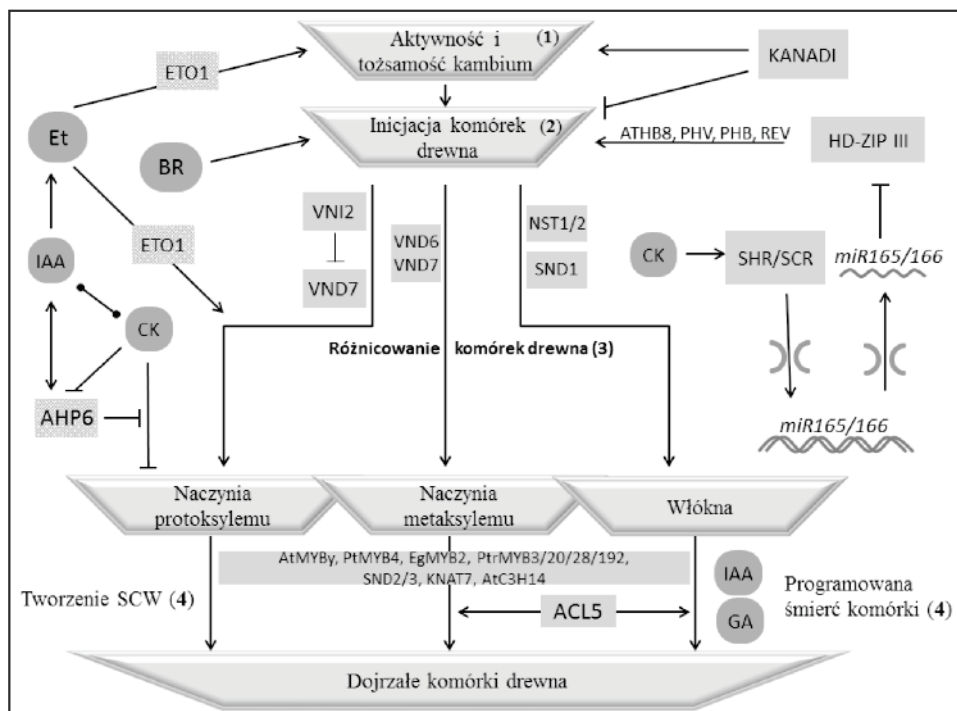 Aktywność i (1)
tożsamość kambium
ETO1
KANADI
Et
Inicjacja komórek (2)
drewna
ATHB8, PHV, PHB, REV
HD-ZIP III
BR
VNI2
NST1/2
VND6
VND7
ETO1
IAA
VND7
SND1
CK
SHR/SCR
miR165/166
CK
Różnicowanie komórek drewna (3)
AHP6
miR165/166
Naczynia
protoksylemu
Naczynia
metaksylemu
Włókna
AtMYBy, PtMYB4, EgMYB2, PtrMYB3/20/28/192,
SND2/3, KNAT7, AtC3H14
Tworzenie SCW (4)
ACL5
IAA
GA
Programowana
śmierć komórki (4)
Dojrzałe komórki drewna